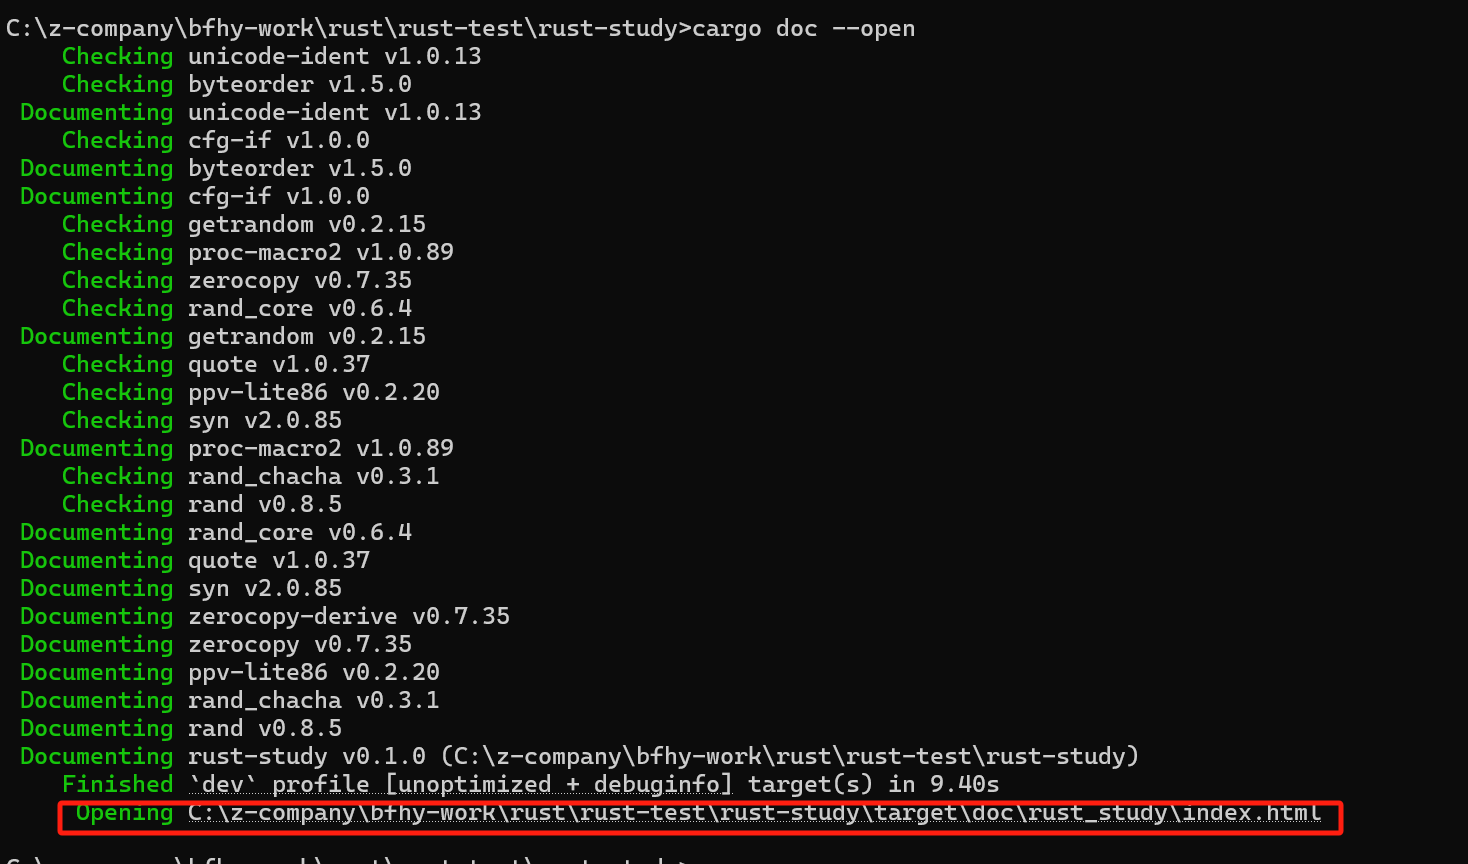 C:\z-company\bfhy-work\rust\rust-test\rust-study>cargo doc --open
Checking unicode-ident v1.0.13
Checking byteorder v1.5.0
Documenting unicode-ident v1.0.13
Checking cfg-if v1.0.0
Documenting byteorder v1.5.0
Documenting cfg-if v1.0.0
Checking getrandom v0.2.15
Checking proc-macro2 v1.0.89
Checking zerocopy v0.7.35
Checking rand_core v0.6.4
Documenting getrandom v0.2.15
Checking quote v1.0.37
Checking ppv-lite86 v0.2.20
Checking syn v2.0.85
Documenting proc-macro2 v1.0.89
Checking rand_chacha v0.3.1
Checking rand v0.8.5
Documenting rand_core v0.6.4
Documenting quote v1.0.37
Documenting syn v2.0.85
Documenting zerocopy-derive v0.7.35
Documenting zerocopy v0.7.35
Documenting ppv-lite86 v0.2.20
Documenting rand_chacha v0.3.1
Documenting rand v0.8.5
Documenting rust-study v0.1.0 (C:\z-company\bfhy-work\rust\rust-test\rust-study)
Finished `dev` profile [unoptimized + debuginfo] target(s) in 9.40s
Opening C:\z-company\bfhy-work\rust\rust-test\rust-study\target\doc\rust_study\index.html